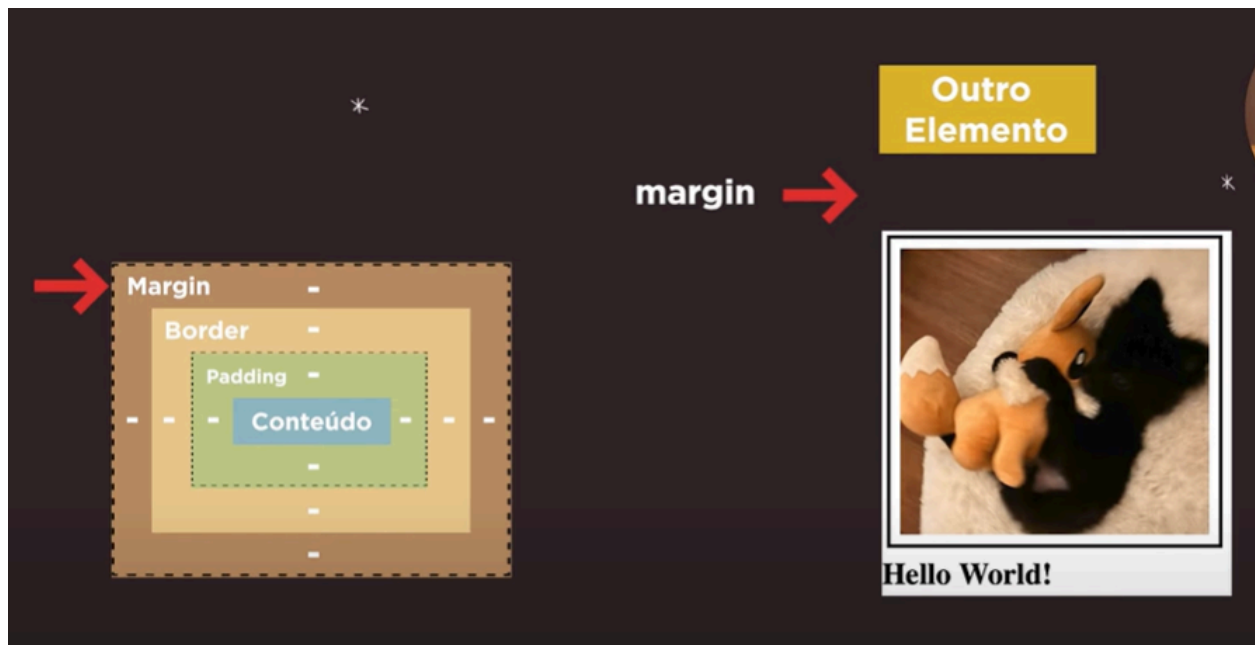 Outro
Elemento
margin
Margin
Border
Padding
Conteúdo
Hello World!